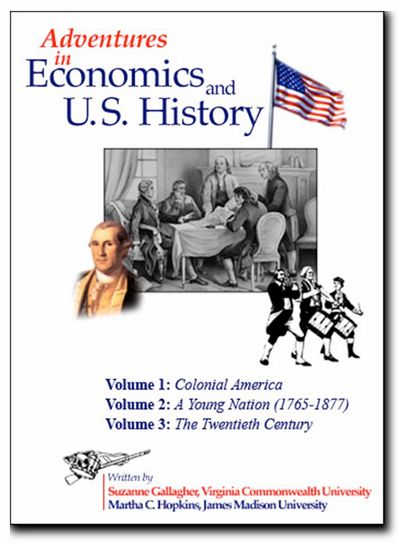 Adventures
in
Economics and
U.S. History
Volume 1: Colonial America
Volume 2: A Young Nation (1765-1877)
Volume 3: The Twentieth Century
Written by
Suzanne Gallagher, Virginia Commonwealth University
Martha C. Hopkins, James Madison University